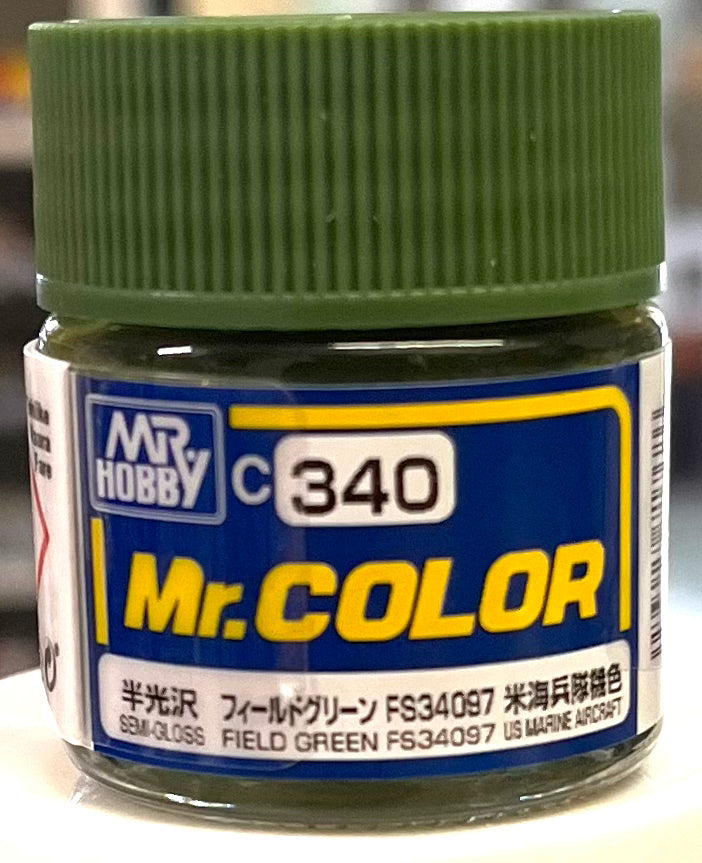 MR.
HOBBY
C 340
Mr.COLOR
半光沢 フィールドグリーン FS34097 米海兵隊機色
SEMI-GLOSS FIELD GREEN FS34097 US MARINE AIRCRAFT